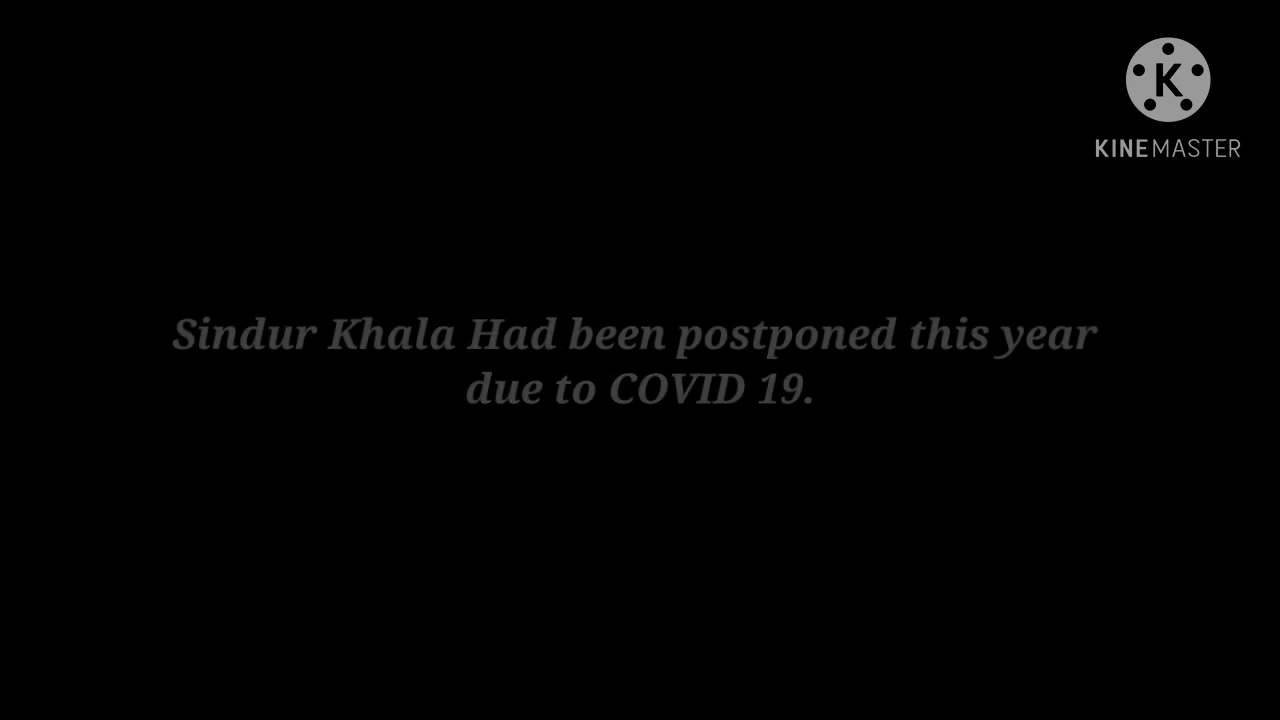 K
KINEMASTER
Sindur Khala Had been postponed this year
due to COVID 19.